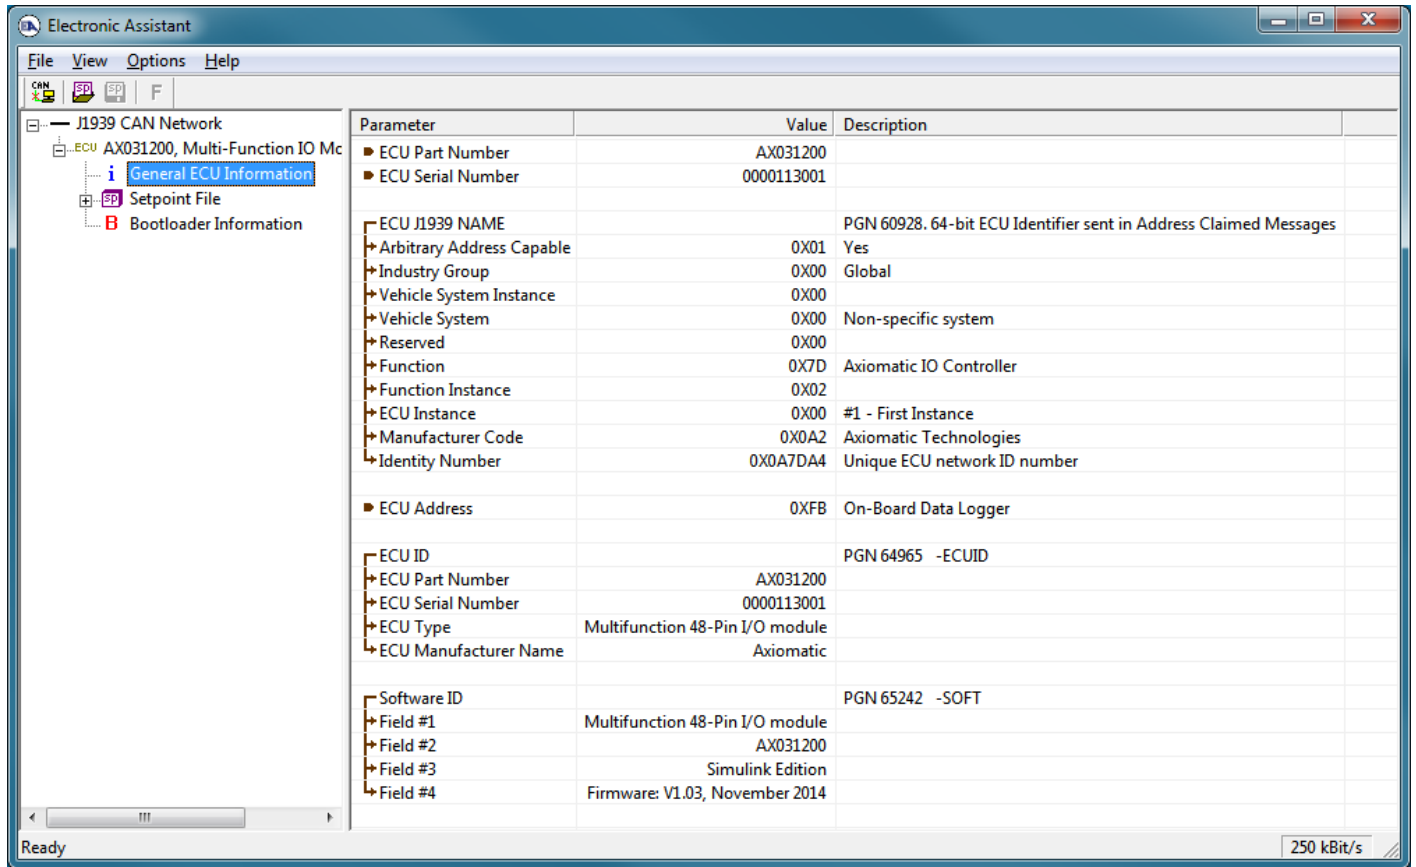 Electronic Assistant
File View Options Help
CAN SP SP F
J1939 CAN Network
ECU AX031200, Multi-Function IO Mo
i General ECU Information
SP Setpoint File
B Bootloader Information
Parameter Value Description
ECU Part Number AX031200
ECU Serial Number 0000113001
ECU J1939 NAME PGN 60928. 64-bit ECU Identifier sent in Address Claimed Messages
Arbitrary Address Capable 0X01 Yes
Industry Group 0X00 Global
Vehicle System Instance 0X00
Vehicle System 0X00 Non-specific system
Reserved 0X00
Function 0X7D Axiomatic IO Controller
Function Instance 0X02
ECU Instance 0X00 #1 - First Instance
Manufacturer Code 0X0A2 Axiomatic Technologies
Identity Number 0X0A7DA4 Unique ECU network ID number
ECU Address 0XFB On-Board Data Logger
ECU ID PGN 64965 -ECUID
ECU Part Number AX031200
ECU Serial Number 0000113001
ECU Type Multifunction 48-Pin I/O module
ECU Manufacturer Name Axiomatic
Software ID PGN 65242 -SOFT
Field #1 Multifunction 48-Pin I/O module
Field #2 AX031200
Field #3 Simulink Edition
Field #4 Firmware: V1.03, November 2014
Ready 250 kBit/s